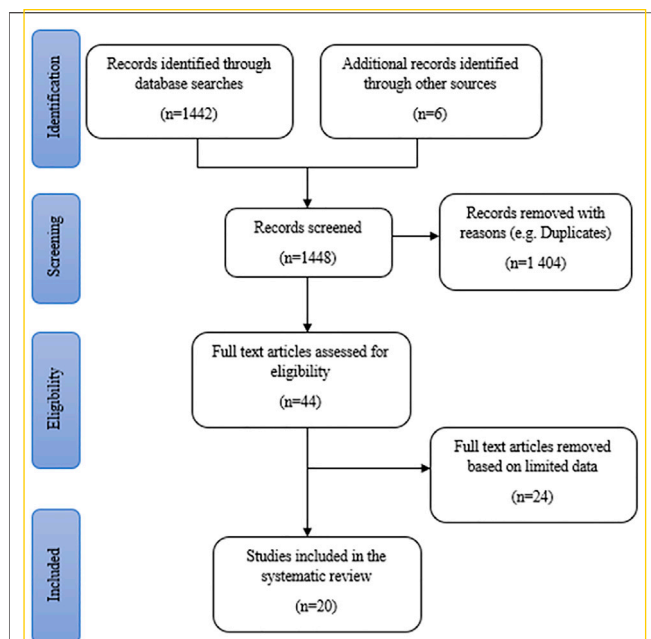 Identification
Records identified through
database searches
(n=1442)
Additional records identified
through other sources
(n=6)
Screening
Records screened
(n=1448)
Records removed with
reasons (e.g. Duplicates)
(n=1 404)
Eligibility
Full text articles assessed for
eligibility
(n=44)
Full text articles removed
based on limited data
(n=24)
Included
Studies included in the
systematic review
(n=20)